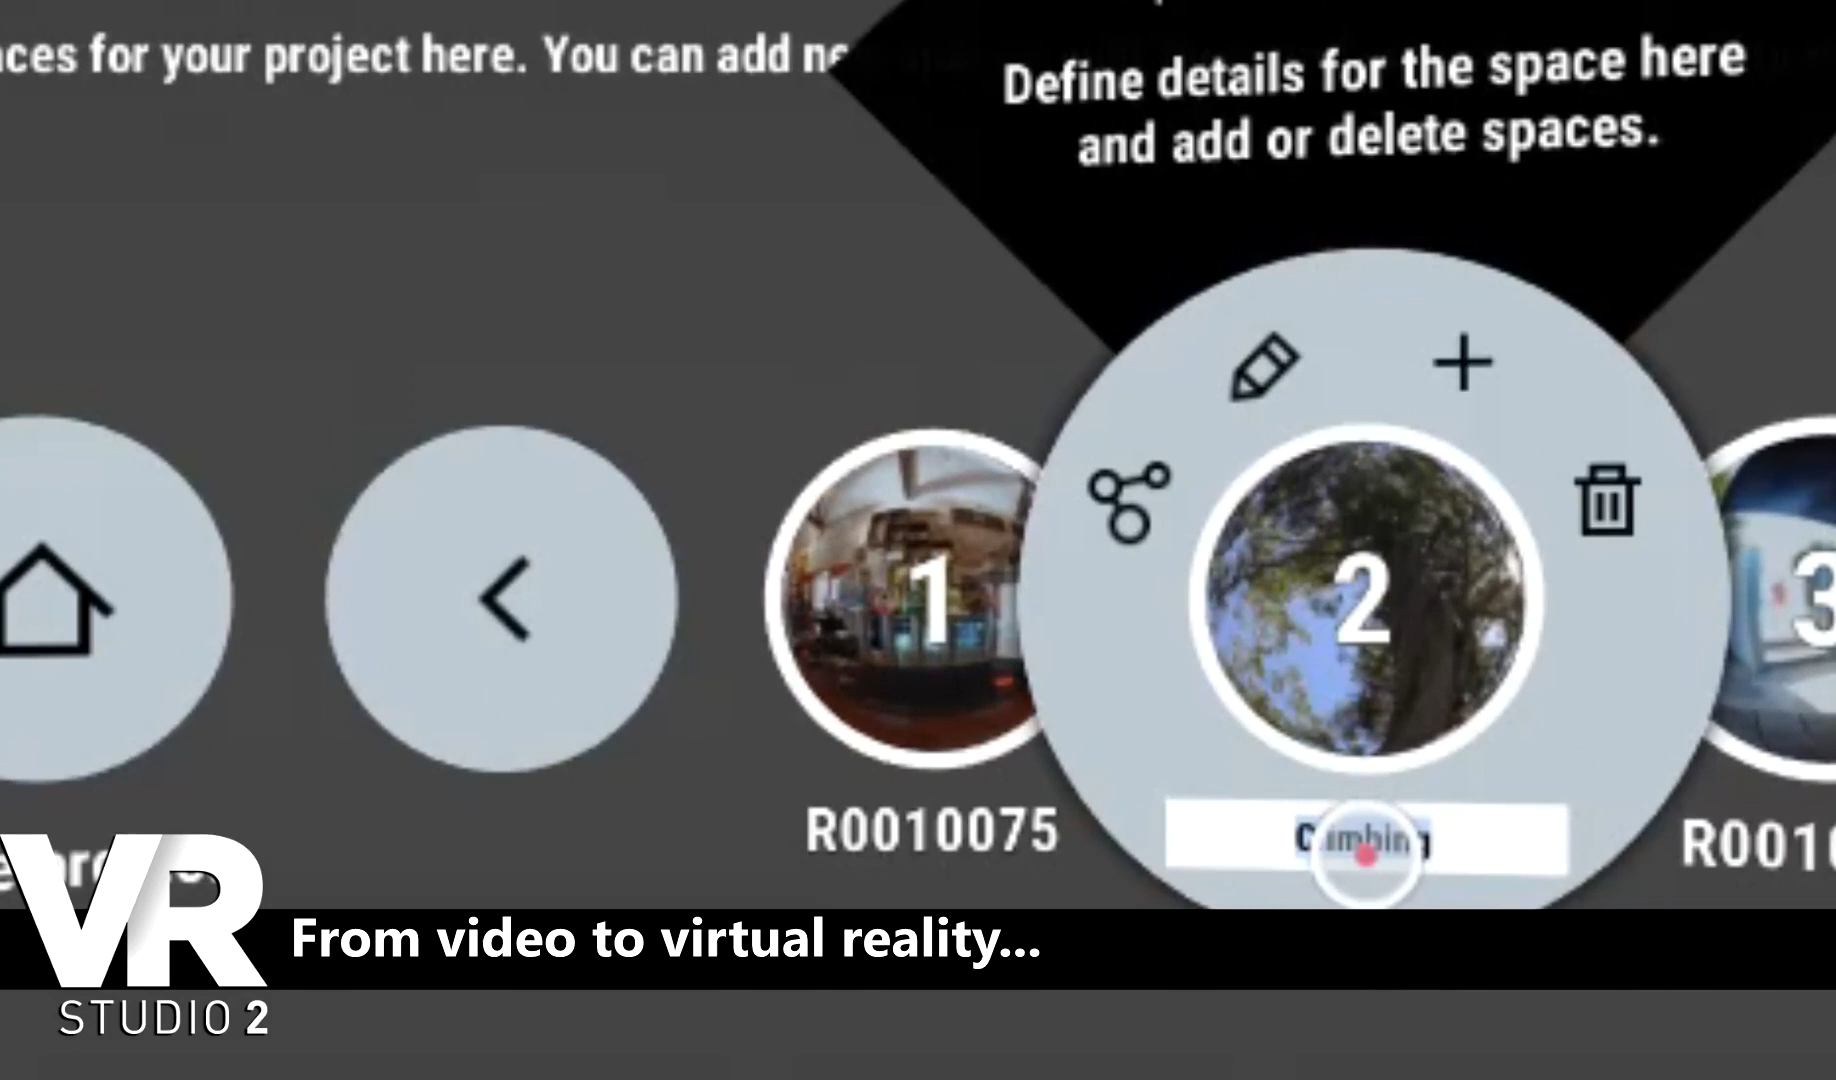 ces for your project here. You can add ne
Define details for the space here
and add or delete spaces.
1
2
3
R0010075
R001
VR
STUDIO 2
From video to virtual reality...